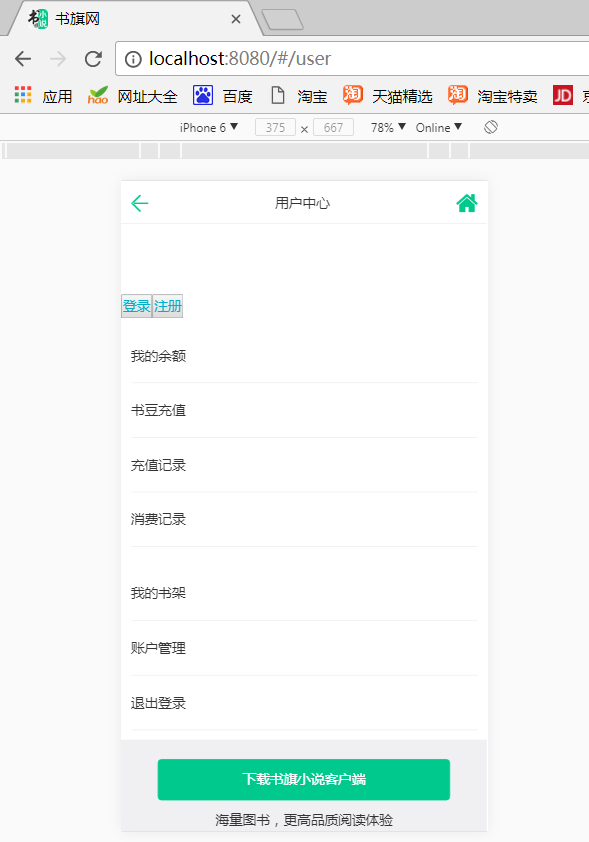 书旗网
localhost:8080/#/user
应用 网址大全 百度 淘宝 天猫精选 淘宝特卖
iPhone 6 375 × 667 78% Online
用户中心
登录 注册
我的余额
书豆充值
充值记录
消费记录
我的书架
账户管理
退出登录
下载书旗小说客户端
海量图书，更高品质阅读体验